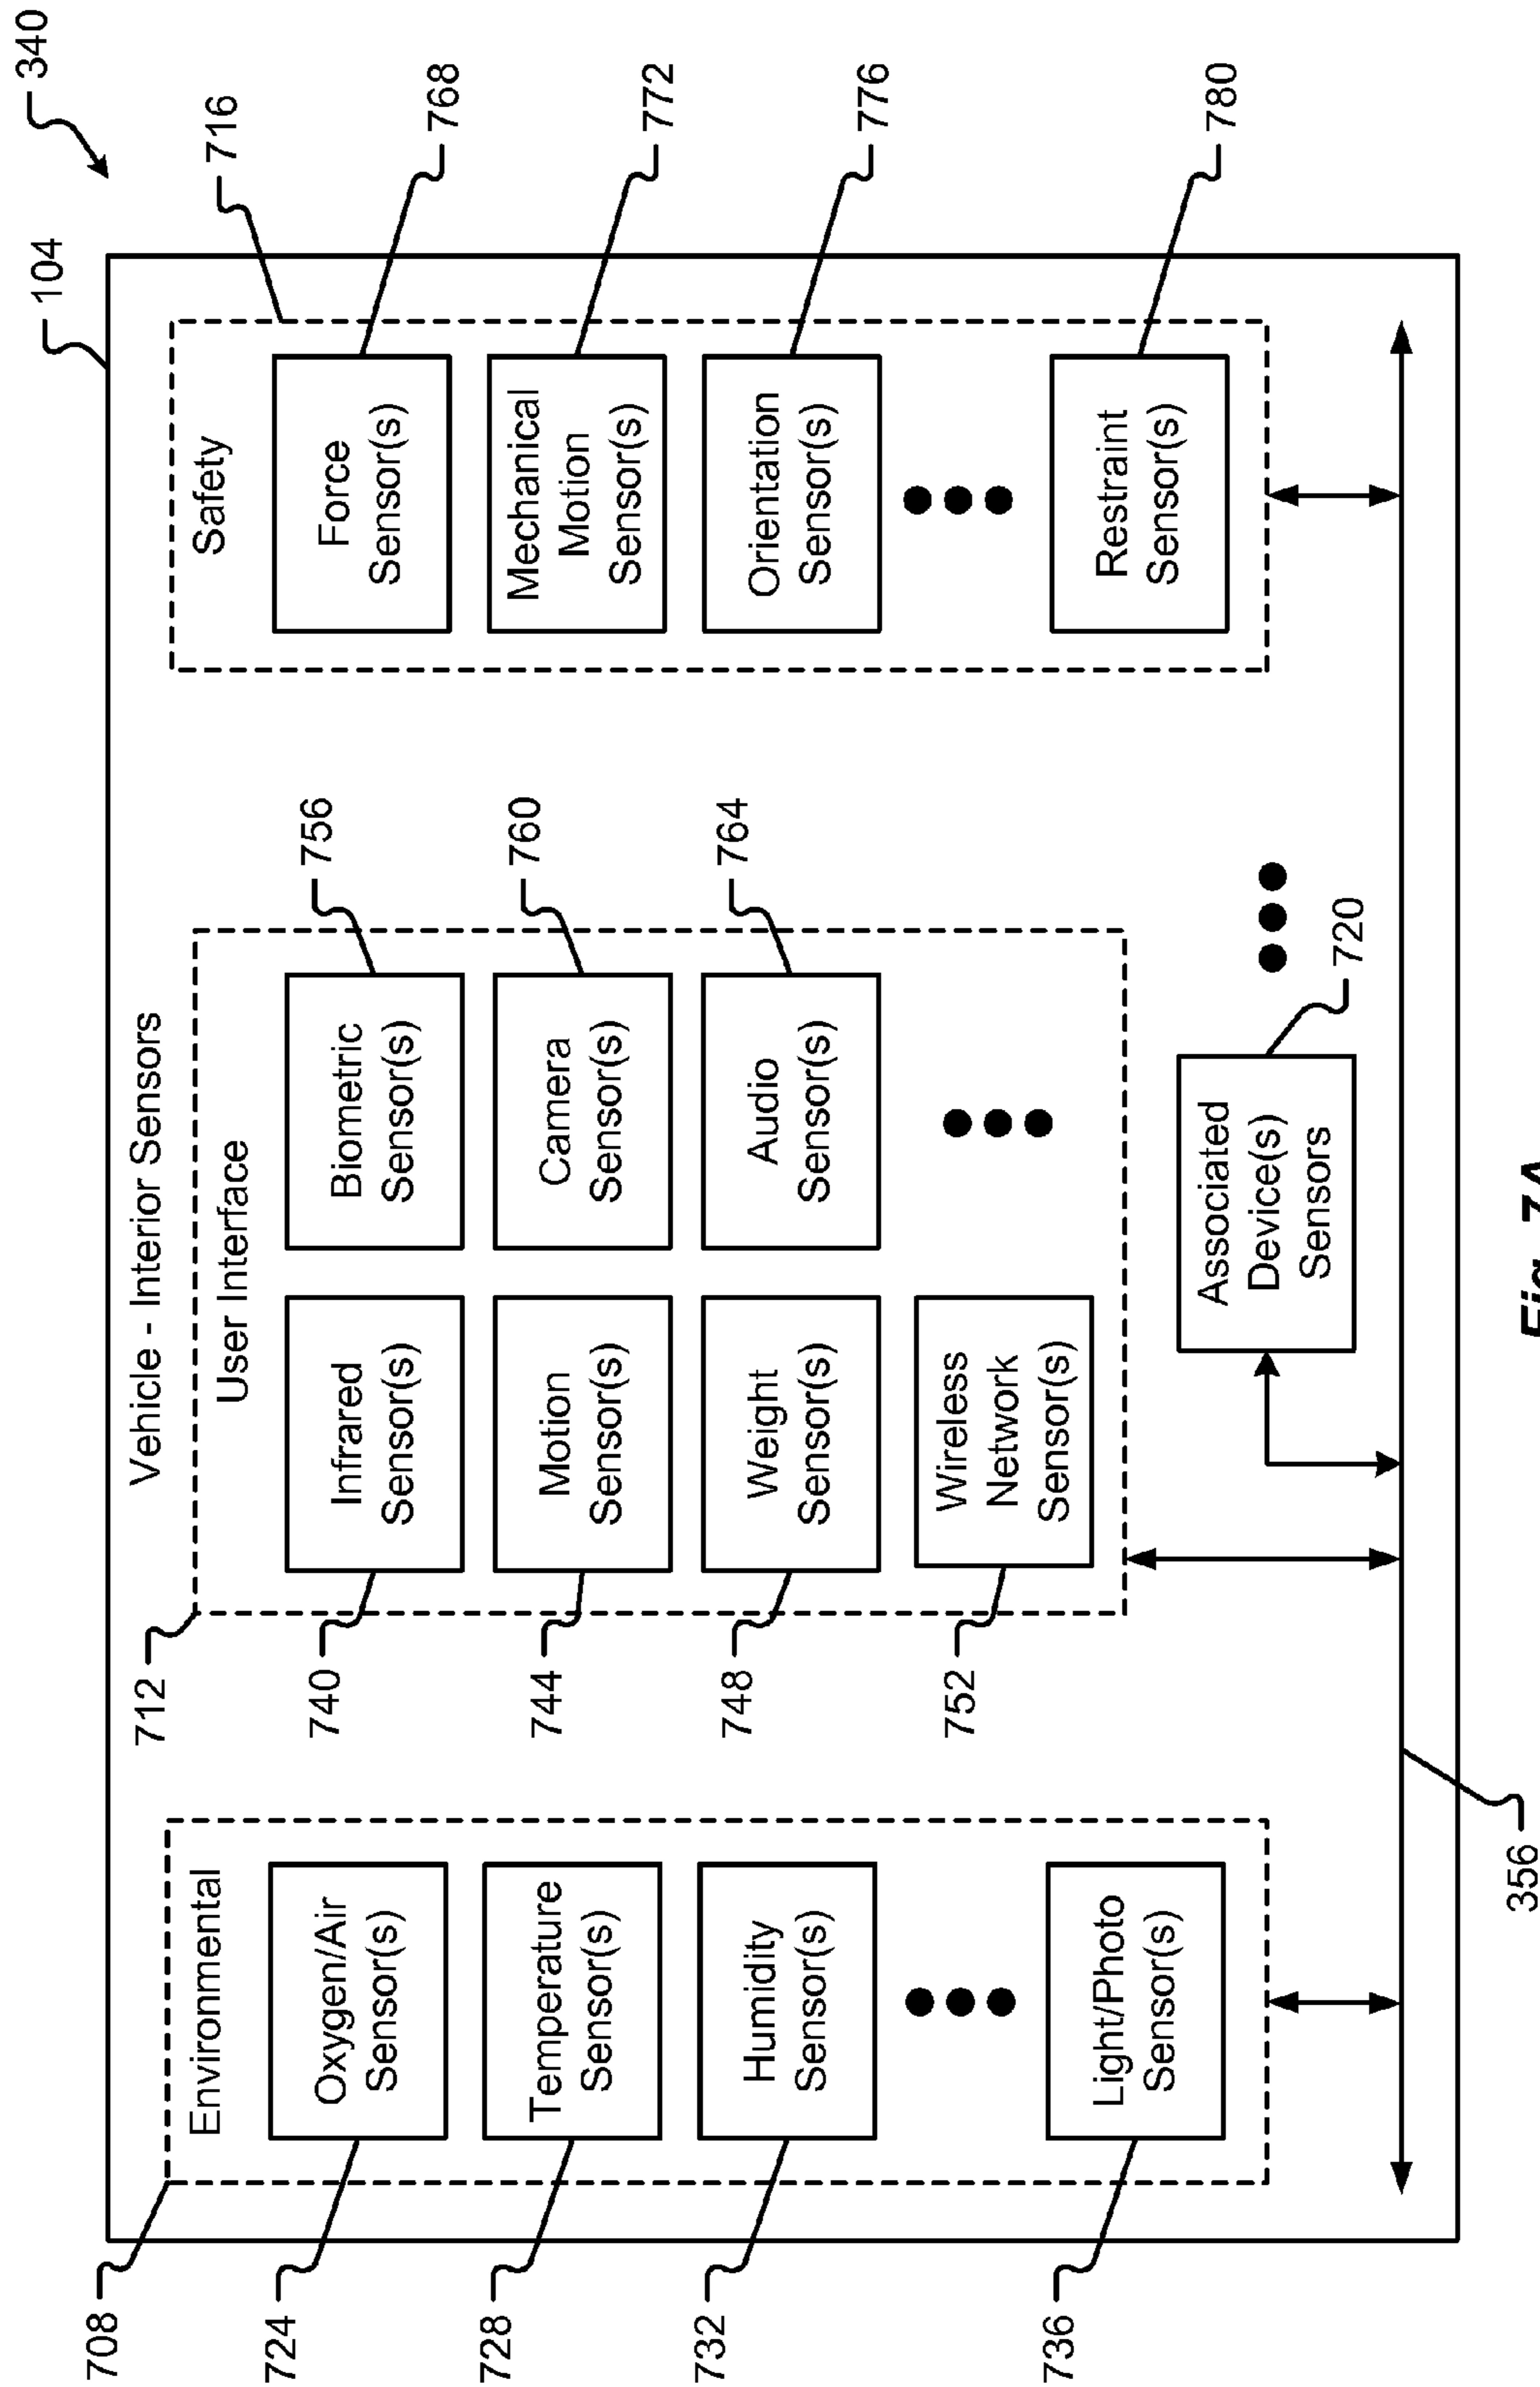 340
104
716
Vehicle - Interior Sensors
Environmental
708
Oxygen/Air
Sensor(s)
724
Temperature
Sensor(s)
728
Humidity
Sensor(s)
732
Light/Photo
Sensor(s)
736
User Interface
712
Infrared
Sensor(s)
740
Biometric
Sensor(s)
756
Motion
Sensor(s)
744
Camera
Sensor(s)
760
Weight
Sensor(s)
748
Audio
Sensor(s)
764
Wireless
Network
Sensor(s)
752
Safety
Force
Sensor(s)
768
Mechanical
Motion
Sensor(s)
772
Orientation
Sensor(s)
776
Restraint
Sensor(s)
780
Associated
Device(s)
Sensors
720
356
Fig. 7A